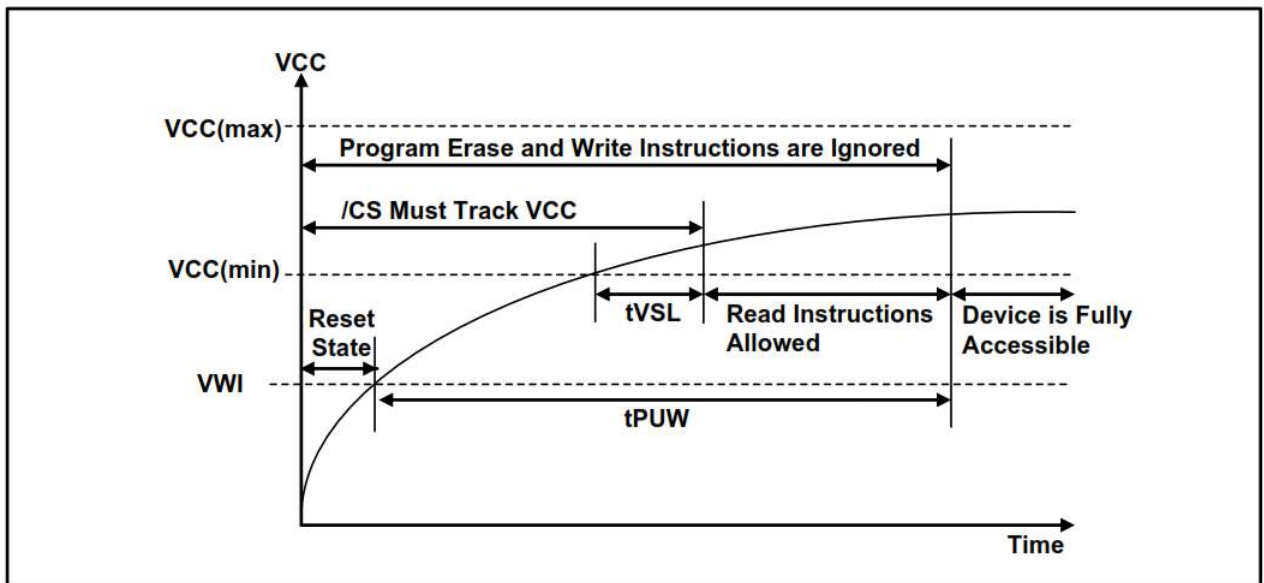 VCC
VCC(max)
Program Erase and Write Instructions are Ignored
/CS Must Track VCC
VCC(min)
tVSL
Read Instructions
Allowed
Device is Fully
Accessible
Reset
State
VWI
tPUW
Time